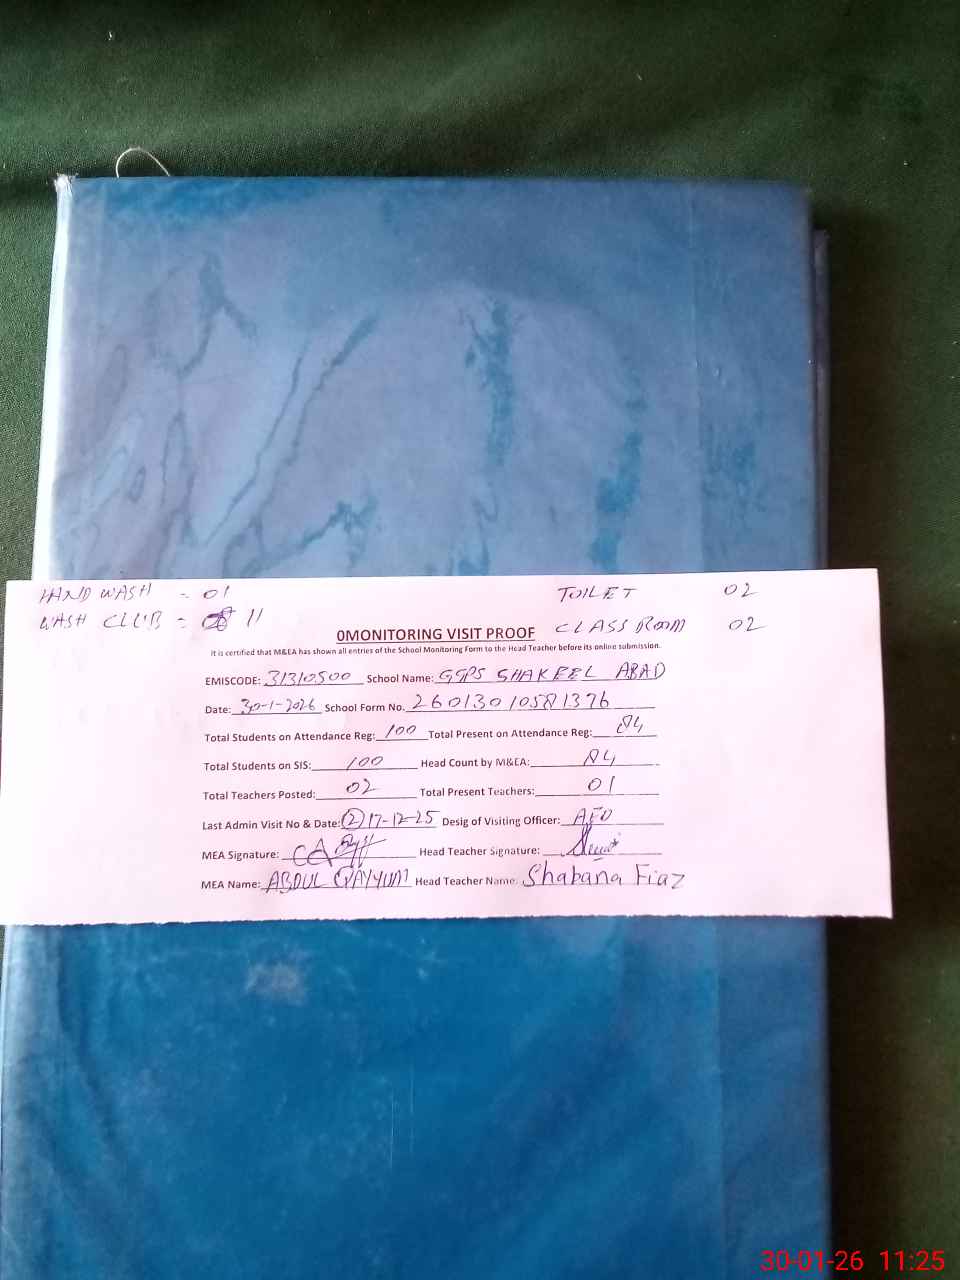 HAND WASH = 01 TOILET 02
WASH CLUB = 11 CLASS ROOM 02
0MONITORING VISIT PROOF
It is certified that M&EA has shown all entries of the School Monitoring Form to the Head Teacher before its online submission.
EMISCODE: 31310500 School Name: GGPS SHAKEEL ABAD
Date: 30-1-2026 School Form No. 26013010581376
Total Students on Attendance Reg: 100 Total Present on Attendance Reg: 84
Total Students on SIS: 100 Head Count by M&EA: 84
Total Teachers Posted: 02 Total Present Teachers: 01
Last Admin Visit No & Date: (2) 17-12-25 Desig of Visiting Officer: AEO
MEA Signature: Head Teacher Signature:
MEA Name: ABDUL QAYYUM Head Teacher Name: Shabana Fiaz
30-01-26 11:25